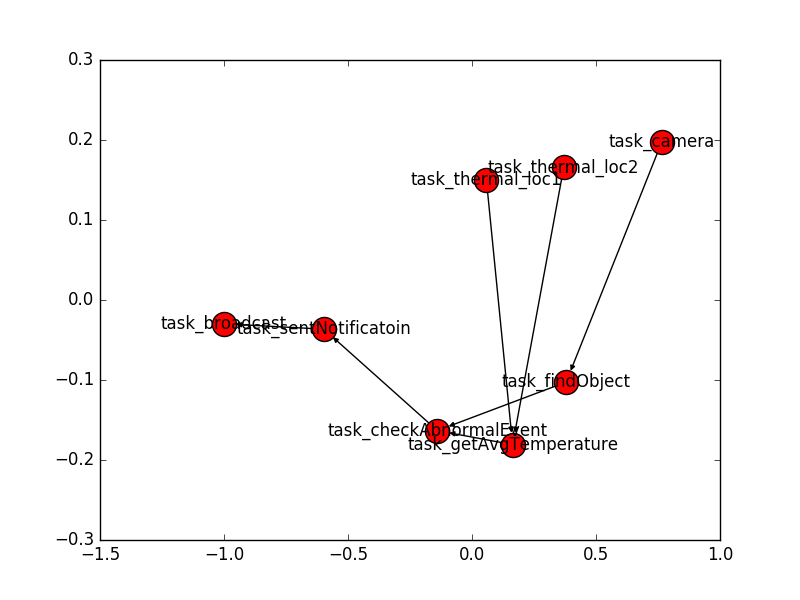 0.3
0.2
0.1
0.0
−0.1
−0.2
−0.3
task_camera
task_thermal_loc2
task_thermal_loc1
task_broadcast
task_sentNotificatoin
task_findObject
task_checkAbnormalEvent
task_getAvgTemperature
−1.5
−1.0
−0.5
0.0
0.5
1.0